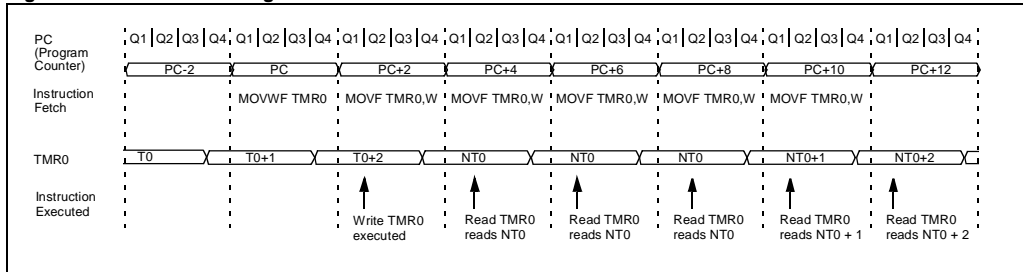 PC
(Program
Counter)
Q1 Q2 Q3 Q4 Q1 Q2 Q3 Q4 Q1 Q2 Q3 Q4 Q1 Q2 Q3 Q4 Q1 Q2 Q3 Q4 Q1 Q2 Q3 Q4 Q1 Q2 Q3 Q4 Q1 Q2 Q3 Q4
PC-2 PC PC+2 PC+4 PC+6 PC+8 PC+10 PC+12
Instruction
Fetch
MOVWF TMR0 MOVF TMR0,W MOVF TMR0,W MOVF TMR0,W MOVF TMR0,W MOVF TMR0,W
TMR0
T0 T0+1 T0+2 NT0 NT0 NT0 NT0+1 NT0+2
Instruction
Executed
Write TMR0
executed
Read TMR0
reads NT0
Read TMR0
reads NT0
Read TMR0
reads NT0
Read TMR0
reads NT0 + 1
Read TMR0
reads NT0 + 2